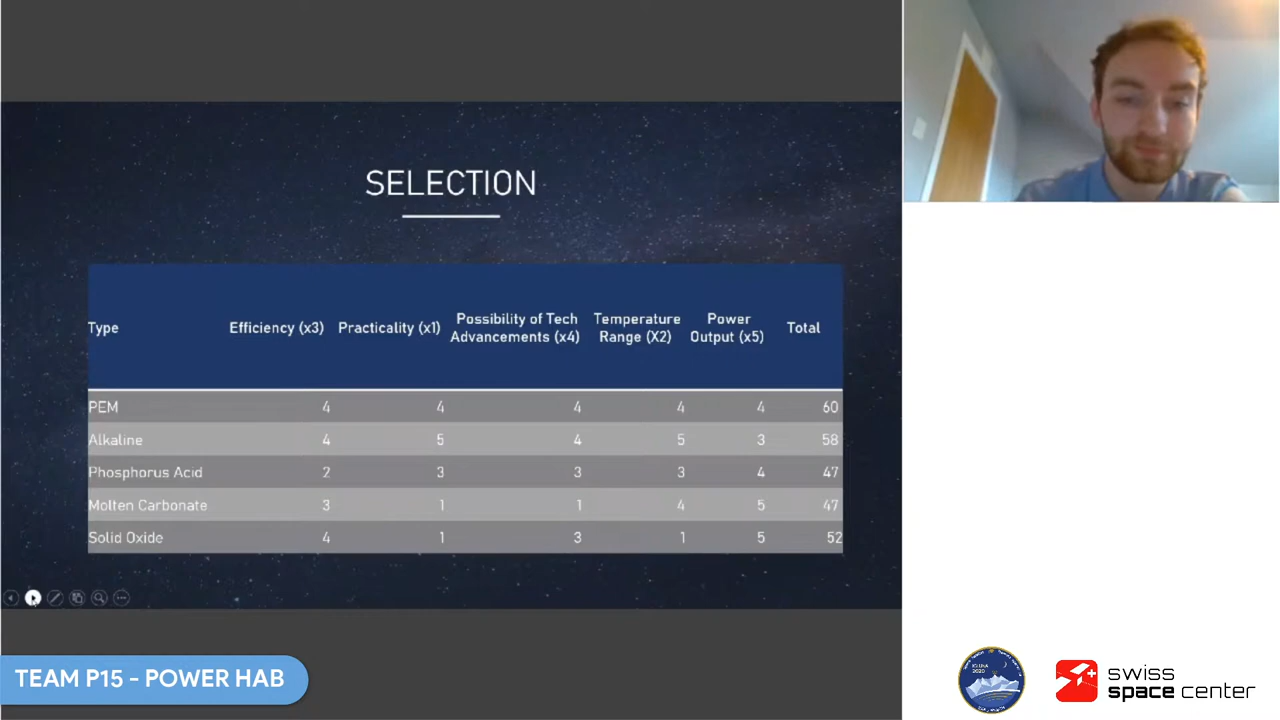 SELECTION
Type Efficiency (x3) Practicality (x1) Possibility of Tech Advancements (x4) Temperature Range (X2) Power Output (x5) Total
PEM 4 4 4 4 4 60
Alkaline 4 5 4 5 3 58
Phosphorus Acid 2 3 3 3 4 47
Molten Carbonate 3 1 1 4 5 47
Solid Oxide 4 1 3 1 5 52
TEAM P15 - POWER HAB
IGLUNA
2020
swiss
space center